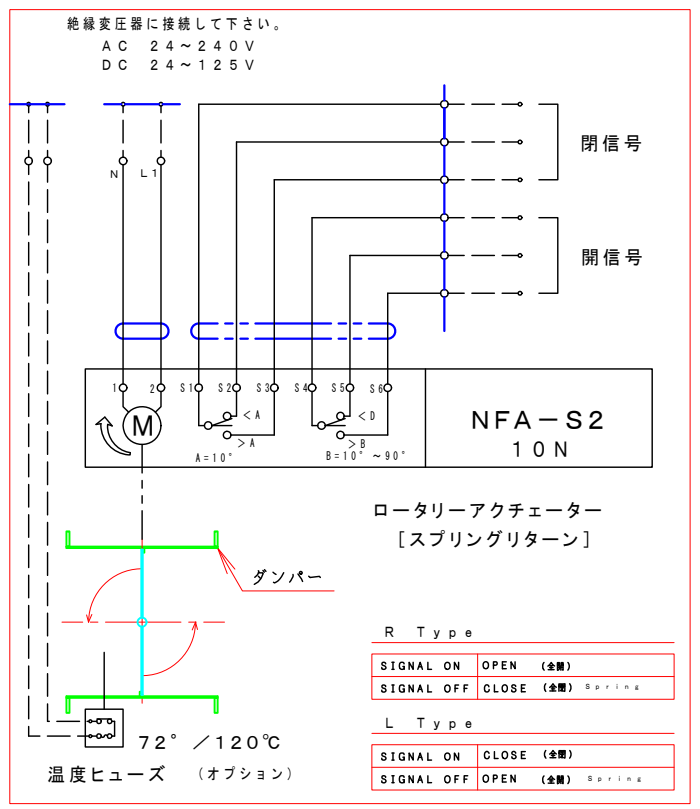 絶縁変圧器に接続して下さい。
AC 24~240V
DC 24~125V
N L1
閉信号
開信号
1 2 S1 S2 S3 S4 S5 S6
M
<A
>A
A=10°
<D
>B
B=10° ~90°
NFA-S2
10N
ロータリーアクチェーター
[スプリングリターン]
ダンパー
R Type
SIGNAL ON OPEN (全開)
SIGNAL OFF CLOSE (全閉) Spring
L Type
SIGNAL ON CLOSE (全閉)
SIGNAL OFF OPEN (全開) Spring
72° /120℃
温度ヒューズ (オプション)